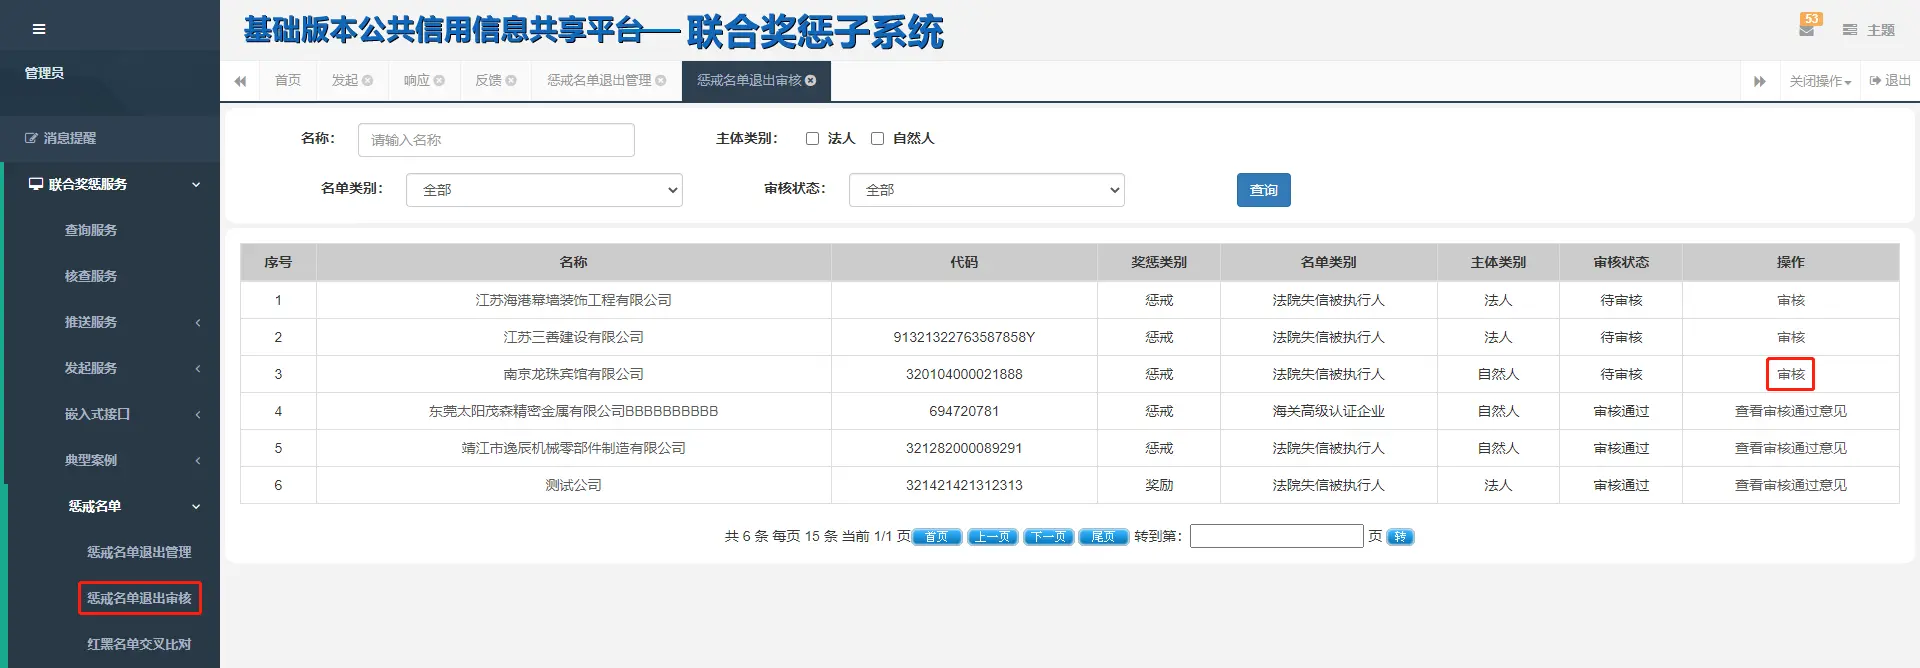 基础版本公共信用信息共享平台——联合奖惩子系统
53
主题
管理员
首页 发起 响应 反馈 惩戒名单退出管理 惩戒名单退出审核 关闭操作 退出
消息提醒
联合奖惩服务
查询服务
核查服务
推送服务
发起服务
嵌入式接口
典型案例
惩戒名单
惩戒名单退出管理
惩戒名单退出审核
红黑名单交叉比对
名称： 请输入名称 主体类别： 法人 自然人
名单类别： 全部 审核状态： 全部 查询
序号 名称 代码 奖惩类别 名单类别 主体类别 审核状态 操作
1 江苏海港幕墙装饰工程有限公司 惩戒 法院失信被执行人 法人 待审核 审核
2 江苏三善建设有限公司 91321322763587858Y 惩戒 法院失信被执行人 法人 待审核 审核
3 南京龙珠宾馆有限公司 320104000021888 惩戒 法院失信被执行人 自然人 待审核 审核
4 东莞太阳茂森精密金属有限公司BBBBBBBBBB 694720781 惩戒 海关高级认证企业 自然人 审核通过 查看审核通过意见
5 靖江市逸辰机械零部件制造有限公司 321282000089291 惩戒 法院失信被执行人 自然人 审核通过 查看审核通过意见
6 测试公司 321421421312313 奖励 法院失信被执行人 法人 审核通过 查看审核通过意见
共 6 条 每页 15 条 当前 1/1 页 首页 上一页 下一页 尾页 转到第： 页 转